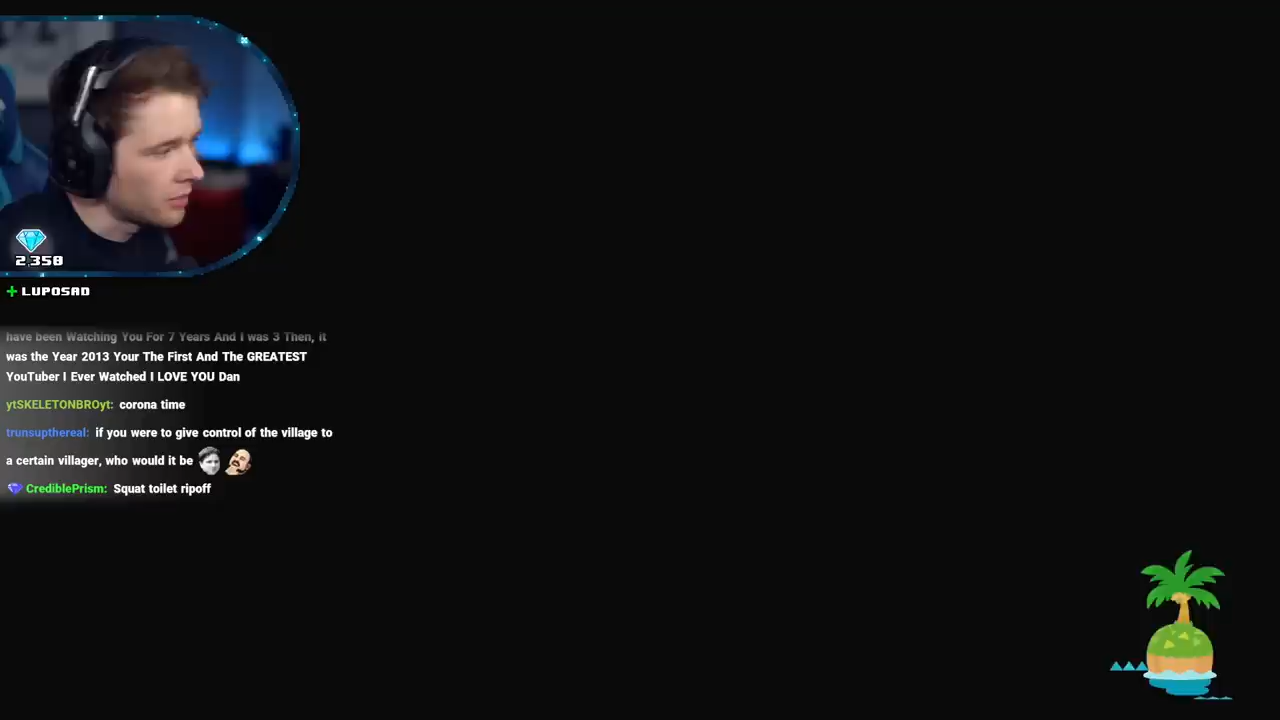 2,358
+ LUPOSAD
have been Watching You For 7 Years And I was 3 Then, it
was the Year 2013 Your The First And The GREATEST
YouTuber I Ever Watched I LOVE YOU Dan
ytSKELETONBROyt: corona time
trunsupthereal: if you were to give control of the village to
a certain villager, who would it be
CrediblePrism: Squat toilet ripoff